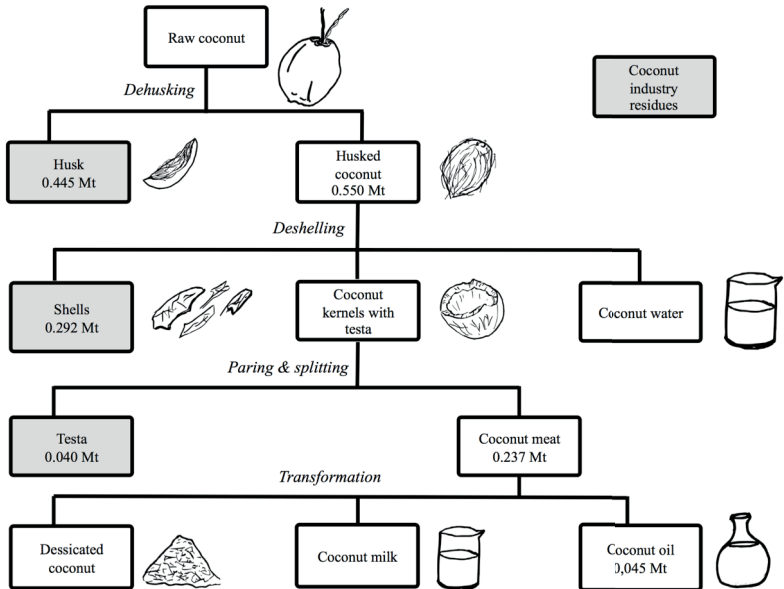 Raw coconut
Coconut
industry
residues
Dehusking
Husk
0.445 Mt
Husked
coconut
0.550 Mt
Deshelling
Shells
0.292 Mt
Coconut
kernels with
testa
Coconut water
Paring & splitting
Testa
0.040 Mt
Coconut meat
0.237 Mt
Transformation
Dessicated
coconut
Coconut milk
Coconut oil
0,045 Mt